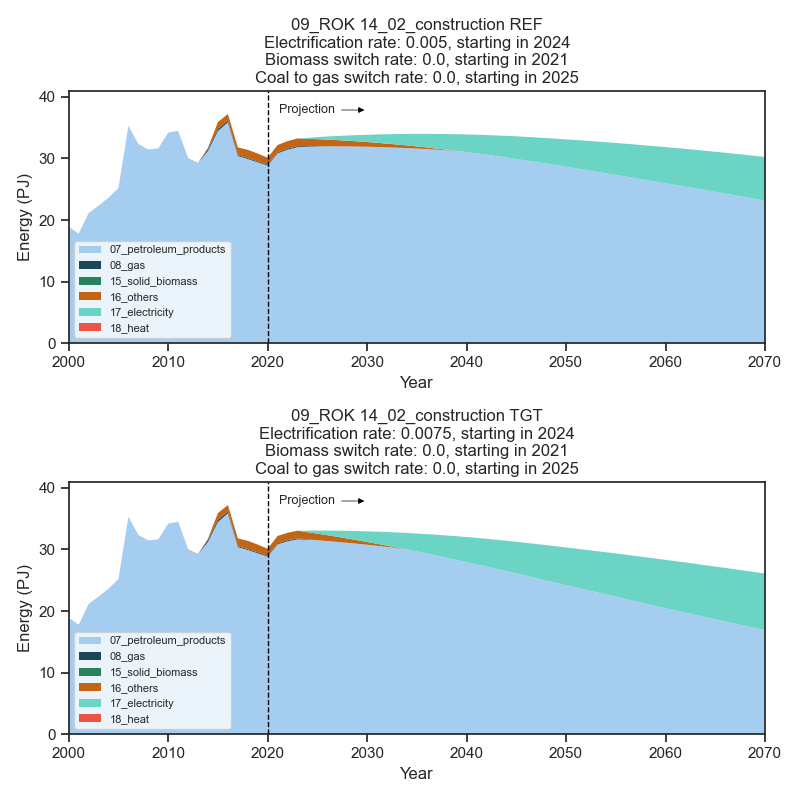 09_ROK 14_02_construction REF
Electrification rate: 0.005, starting in 2024
Biomass switch rate: 0.0, starting in 2021
Coal to gas switch rate: 0.0, starting in 2025
40
30
20
10
0
Energy (PJ)
Projection
07_petroleum_products
08_gas
15_solid_biomass
16_others
17_electricity
18_heat
2000 2010 2020 2030 2040 2050 2060 2070
Year
09_ROK 14_02_construction TGT
Electrification rate: 0.0075, starting in 2024
Biomass switch rate: 0.0, starting in 2021
Coal to gas switch rate: 0.0, starting in 2025
40
30
20
10
0
Energy (PJ)
Projection
07_petroleum_products
08_gas
15_solid_biomass
16_others
17_electricity
18_heat
2000 2010 2020 2030 2040 2050 2060 2070
Year